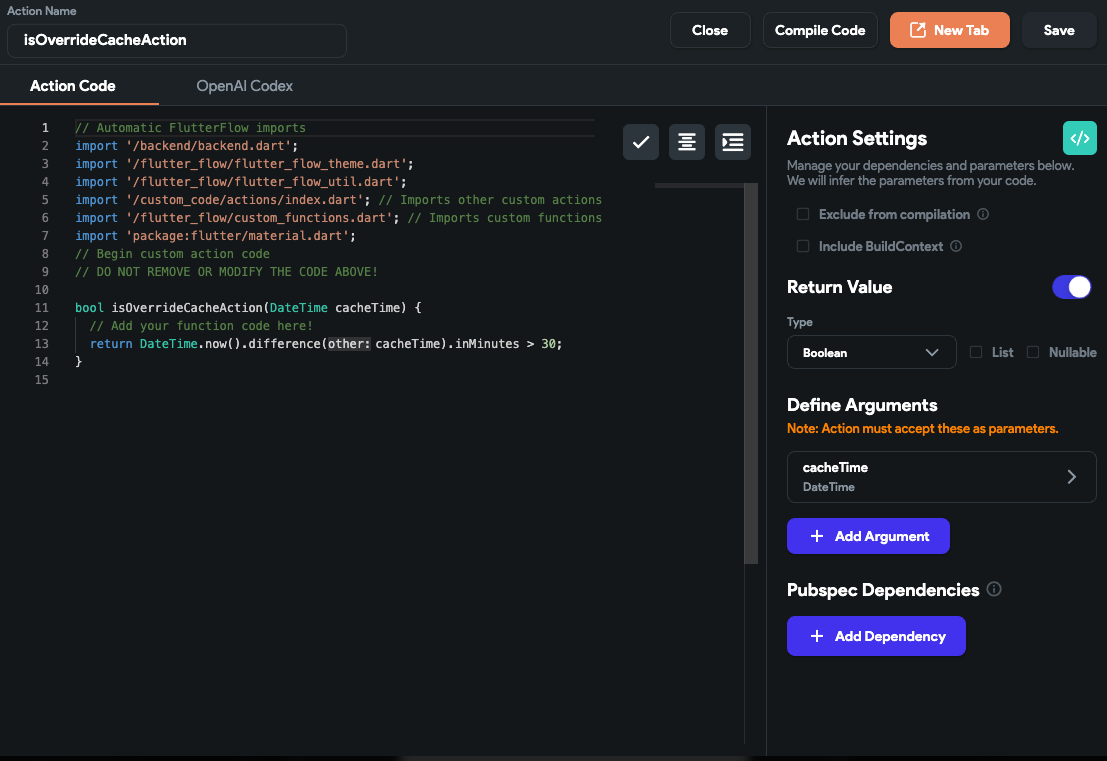 Action Name
isOverrideCacheAction
Close
Compile Code
New Tab
Save
Action Code
OpenAI Codex
1 // Automatic FlutterFlow imports
2 import '/backend/backend.dart';
3 import '/flutter_flow/flutter_flow_theme.dart';
4 import '/flutter_flow/flutter_flow_util.dart';
5 import '/custom_code/actions/index.dart'; // Imports other custom actions
6 import '/flutter_flow/custom_functions.dart'; // Imports custom functions
7 import 'package:flutter/material.dart';
8 // Begin custom action code
9 // DO NOT REMOVE OR MODIFY THE CODE ABOVE!
10
11 bool isOverrideCacheAction(DateTime cacheTime) {
12 // Add your function code here!
13 return DateTime.now().difference(other: cacheTime).inMinutes > 30;
14 }
15
Action Settings
</>
Manage your dependencies and parameters below.
We will infer the parameters from your code.
Exclude from compilation
Include BuildContext
Return Value
Type
Boolean
List
Nullable
Define Arguments
Note: Action must accept these as parameters.
cacheTime
DateTime
+ Add Argument
Pubspec Dependencies
+ Add Dependency